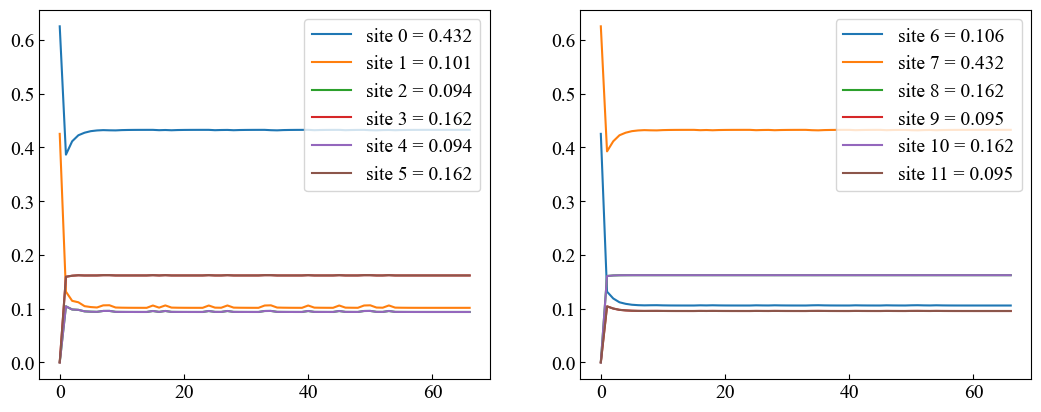 0.6
0.5
0.4
0.3
0.2
0.1
0.0
0 20 40 60
site 0 = 0.432
site 1 = 0.101
site 2 = 0.094
site 3 = 0.162
site 4 = 0.094
site 5 = 0.162
0.6
0.5
0.4
0.3
0.2
0.1
0.0
0 20 40 60
site 6 = 0.106
site 7 = 0.432
site 8 = 0.162
site 9 = 0.095
site 10 = 0.162
site 11 = 0.095